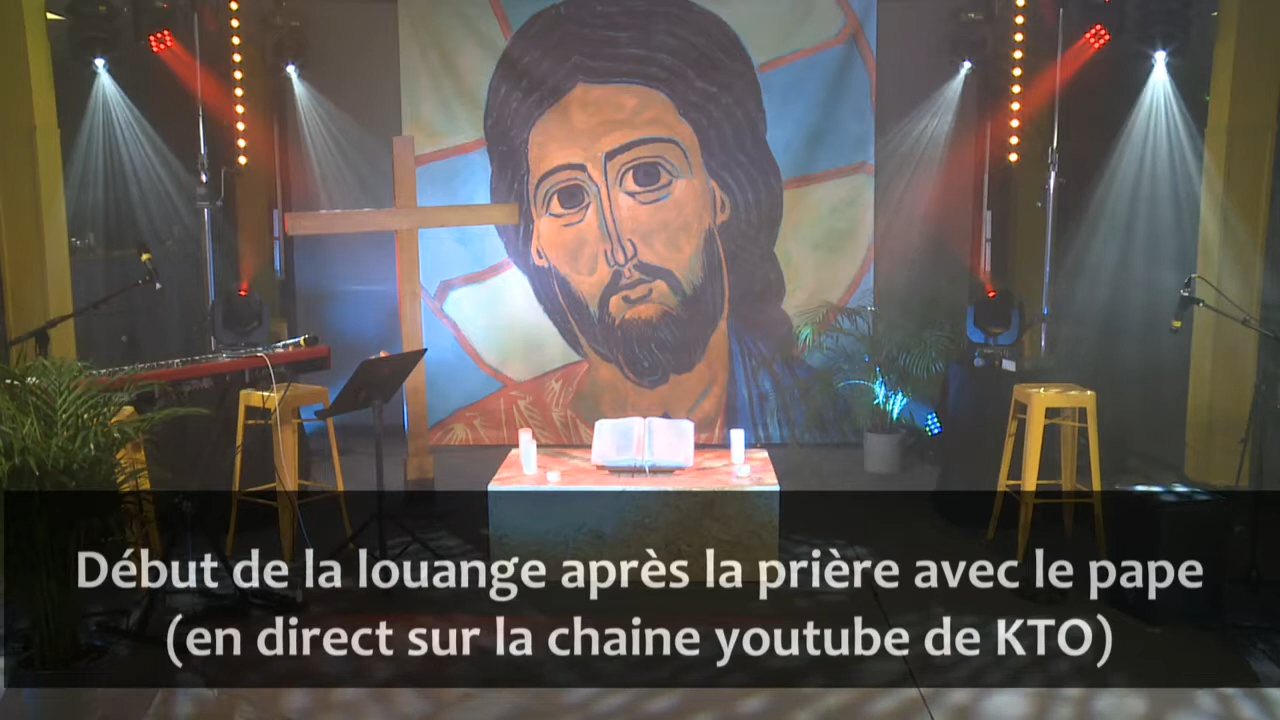 Début de la louange après la prière avec le pape
(en direct sur la chaine youtube de KTO)